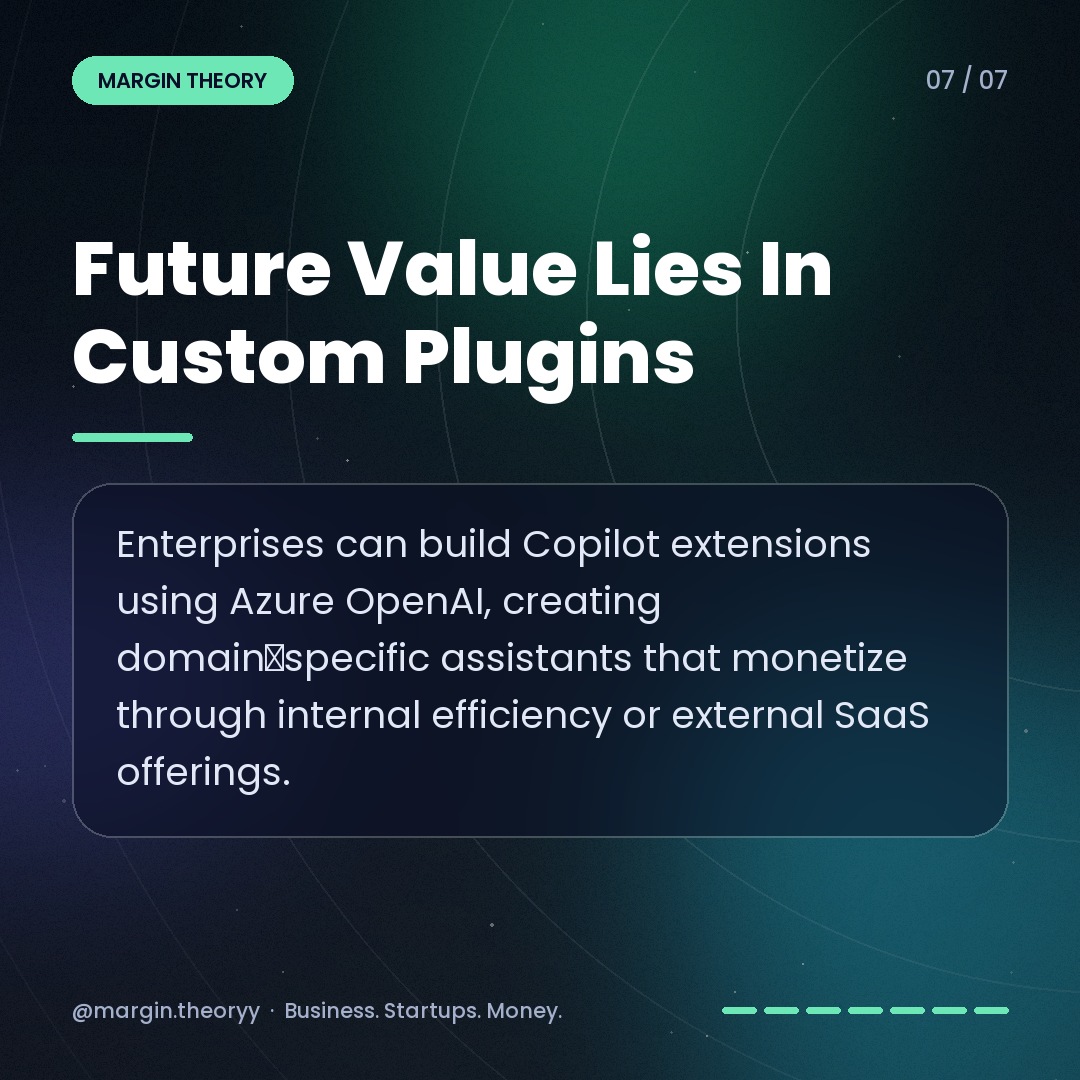 MARGIN THEORY
07 / 07
Future Value Lies In
Custom Plugins
Enterprises can build Copilot extensions
using Azure OpenAI, creating
domain☒specific assistants that monetize
through internal efficiency or external SaaS
offerings.
@margin.theoryy · Business. Startups. Money.